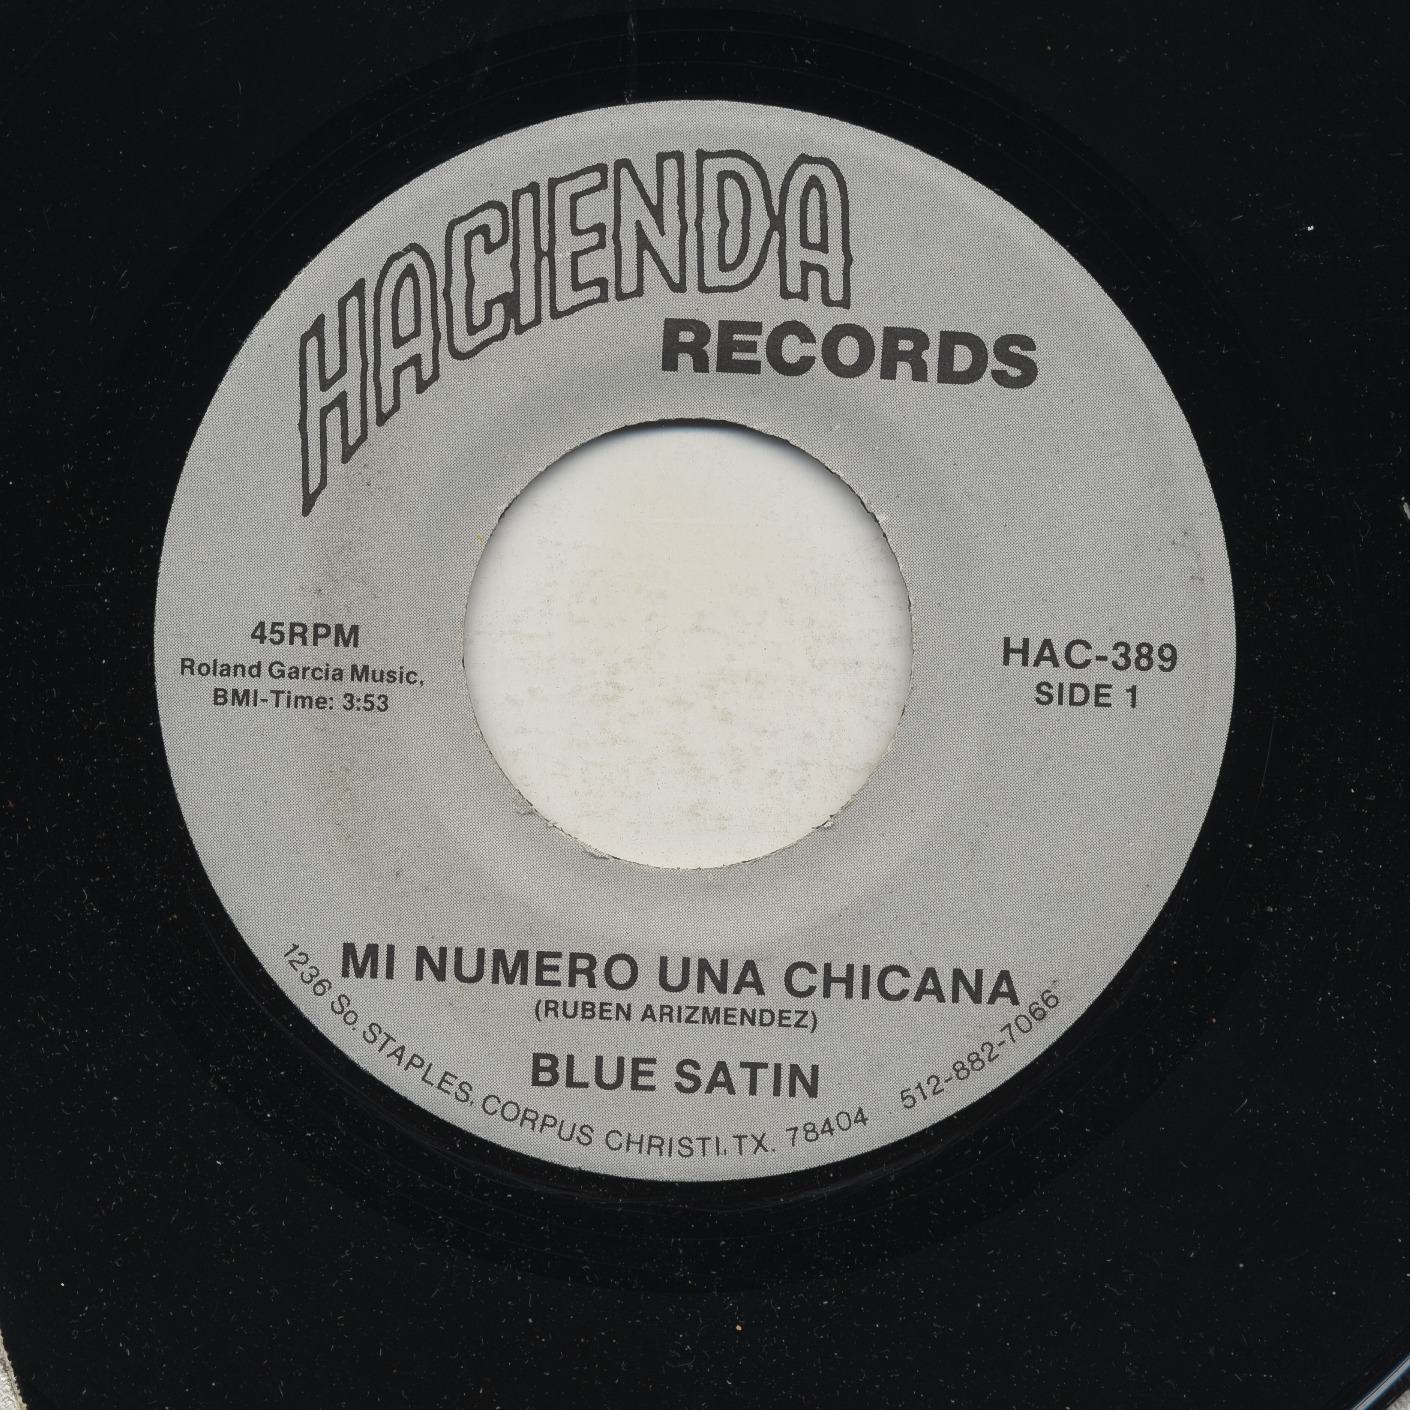 HACIENDA
RECORDS
45RPM
Roland Garcia Music,
BMI-Time: 3:53
HAC-389
SIDE 1
MI NUMERO UNA CHICANA
(RUBEN ARIZMENDEZ)
BLUE SATIN
1236 So. STAPLES, CORPUS CHRISTI, TX. 78404 512-882-7066